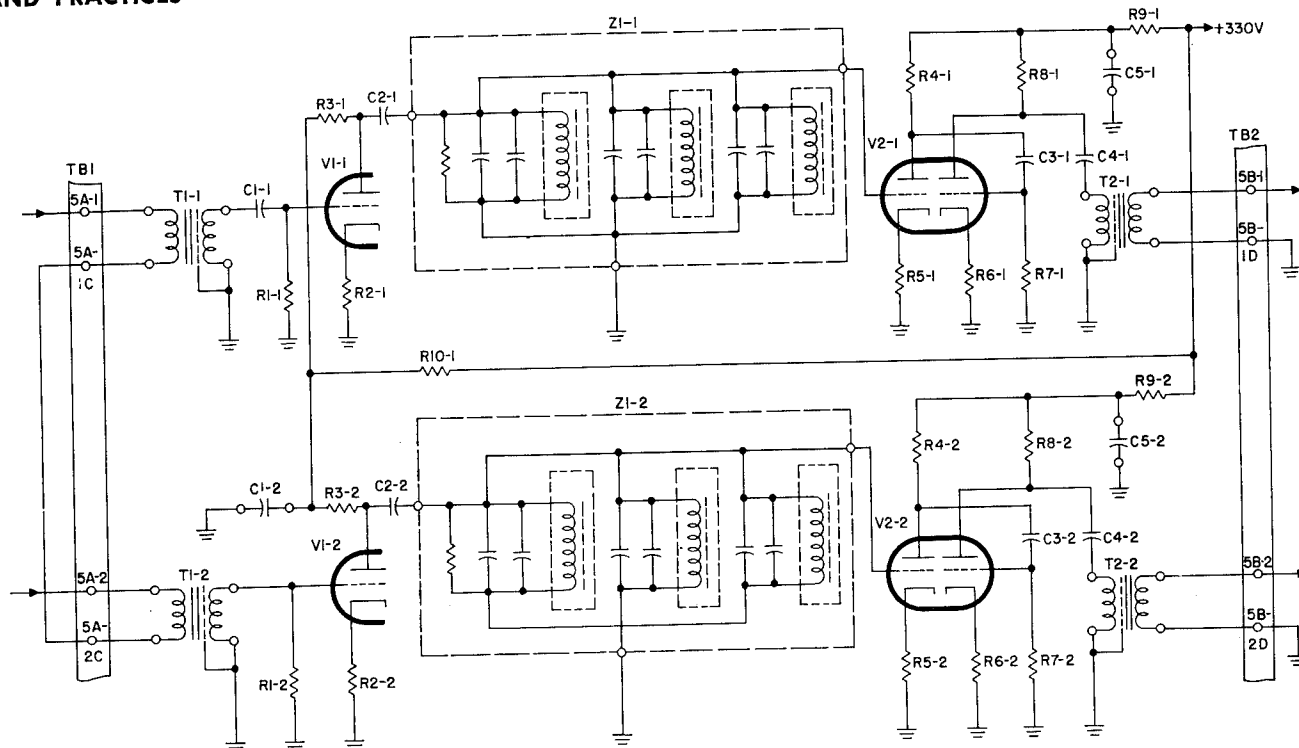 AND PRACTICES
Z1-1
R9-1
+330V
R3-1
C2-1
R4-1
R8-1
C5-1
V1-1
V2-1
C3-1
C4-1
TB1
TB2
5A-1
T1-1
C1-1
T2-1
5B-1
5A-
1C
R1-1
R2-1
R5-1
R6-1
R7-1
5B-
1D
R10-1
Z1-2
R9-2
R4-2
R8-2
C5-2
C1-2
R3-2
C2-2
V1-2
V2-2
C3-2
C4-2
5A-2
T1-2
T2-2
5B-2
5A-
2C
R1-2
R2-2
R5-2
R6-2
R7-2
5B-
2D